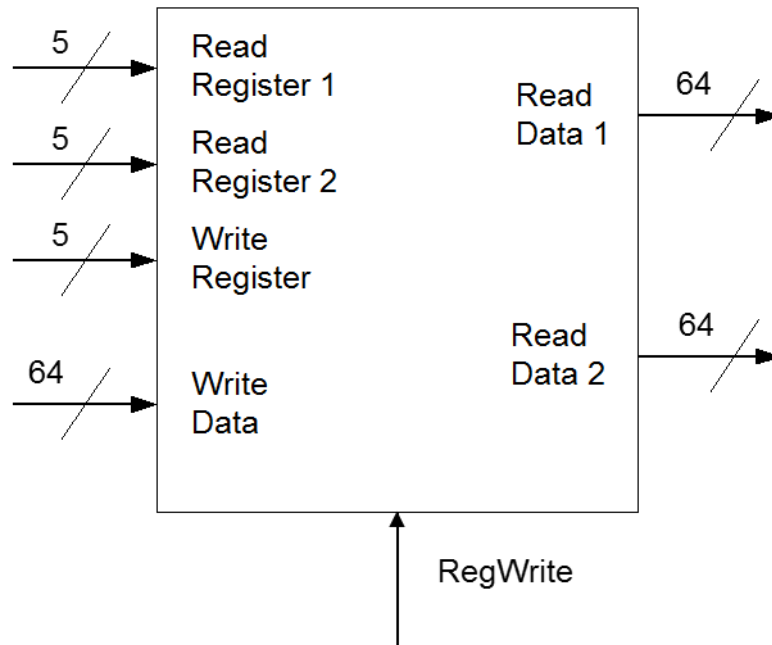 5
Read
Register 1
5
Read
Register 2
5
Write
Register
64
Write
Data
Read
Data 1
64
Read
Data 2
64
RegWrite